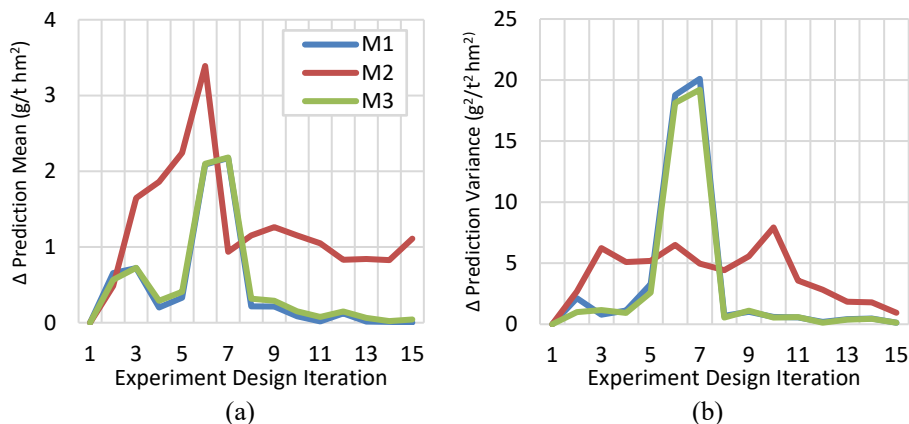 4
3
2
1
0
Δ Prediction Mean (g/t hm²)
M1
M2
M3
1 3 5 7 9 11 13 15
Experiment Design Iteration
(a)
25
20
15
10
5
0
Δ Prediction Variance (g²/t² hm²)
1 3 5 7 9 11 13 15
Experiment Design Iteration
(b)